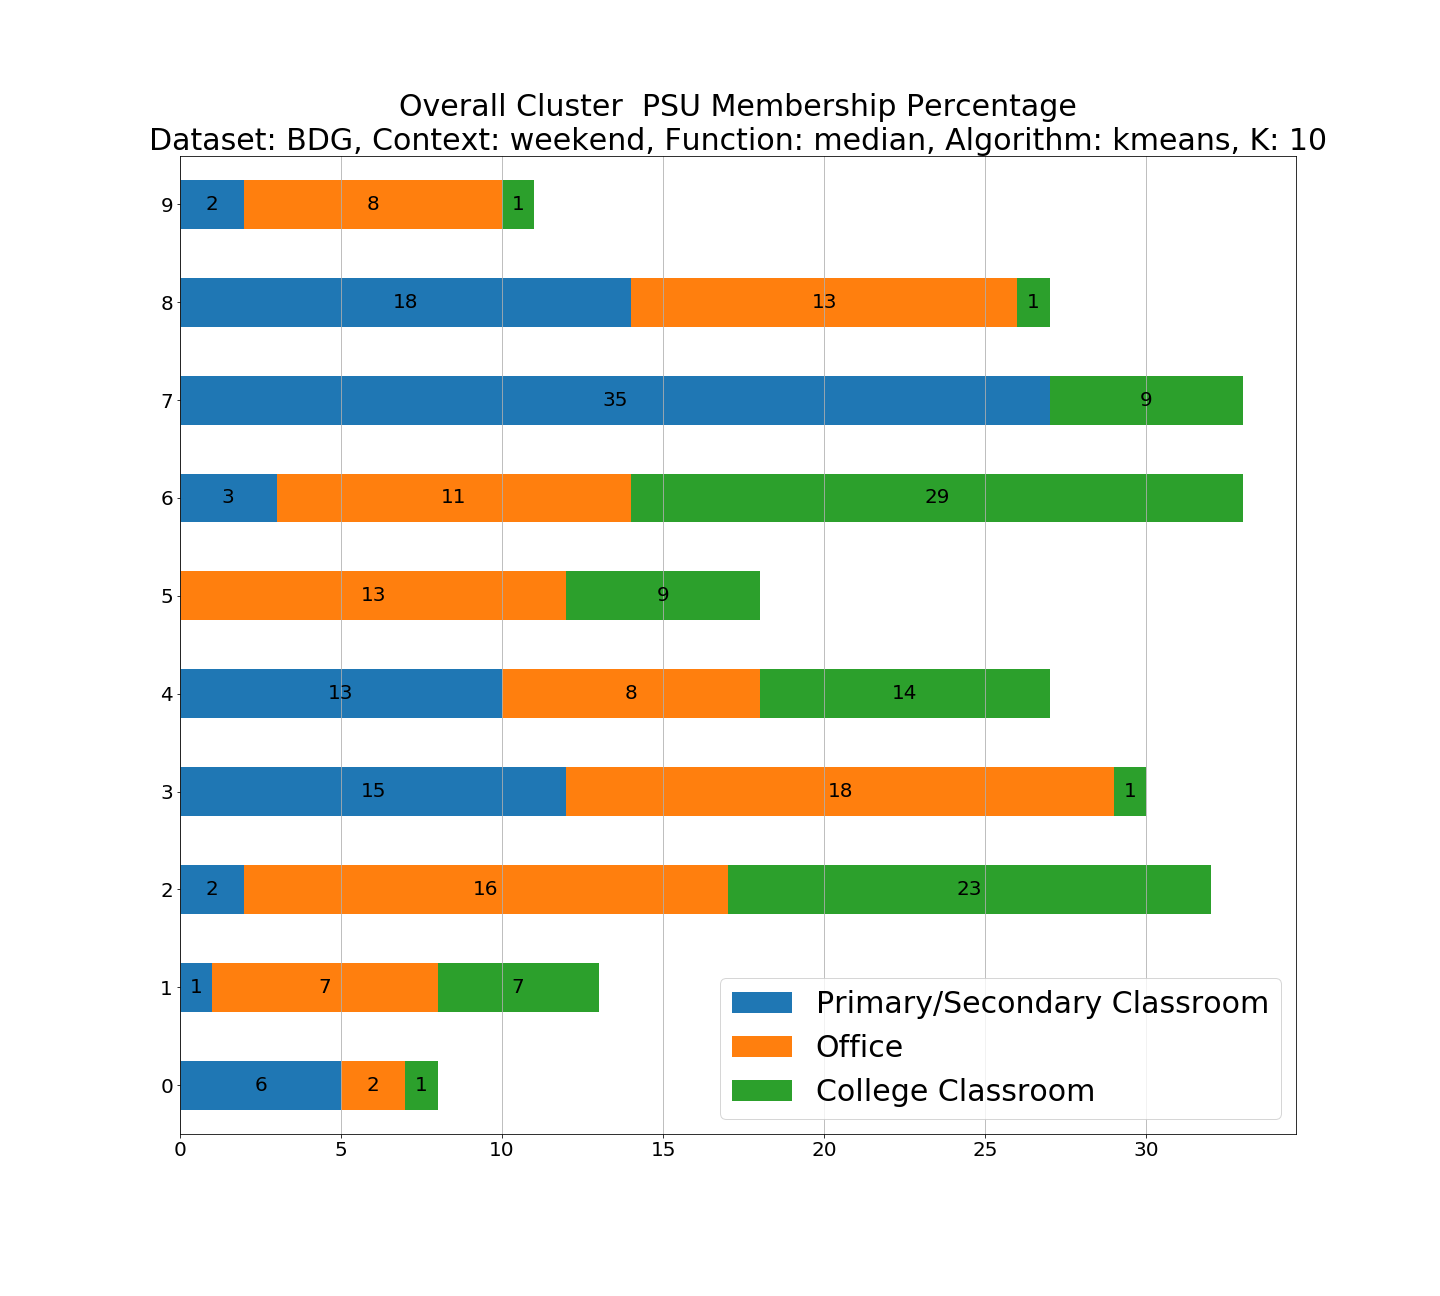 Overall Cluster  PSU Membership Percentage
Dataset: BDG, Context: weekend, Function: median, Algorithm: kmeans, K: 10
9 2 8 1
8 18 13 1
7 35 9
6 3 11 29
5 13 9
4 13 8 14
3 15 18 1
2 2 16 23
1 1 7 7
0 6 2 1
Primary/Secondary Classroom
Office
College Classroom
0 5 10 15 20 25 30